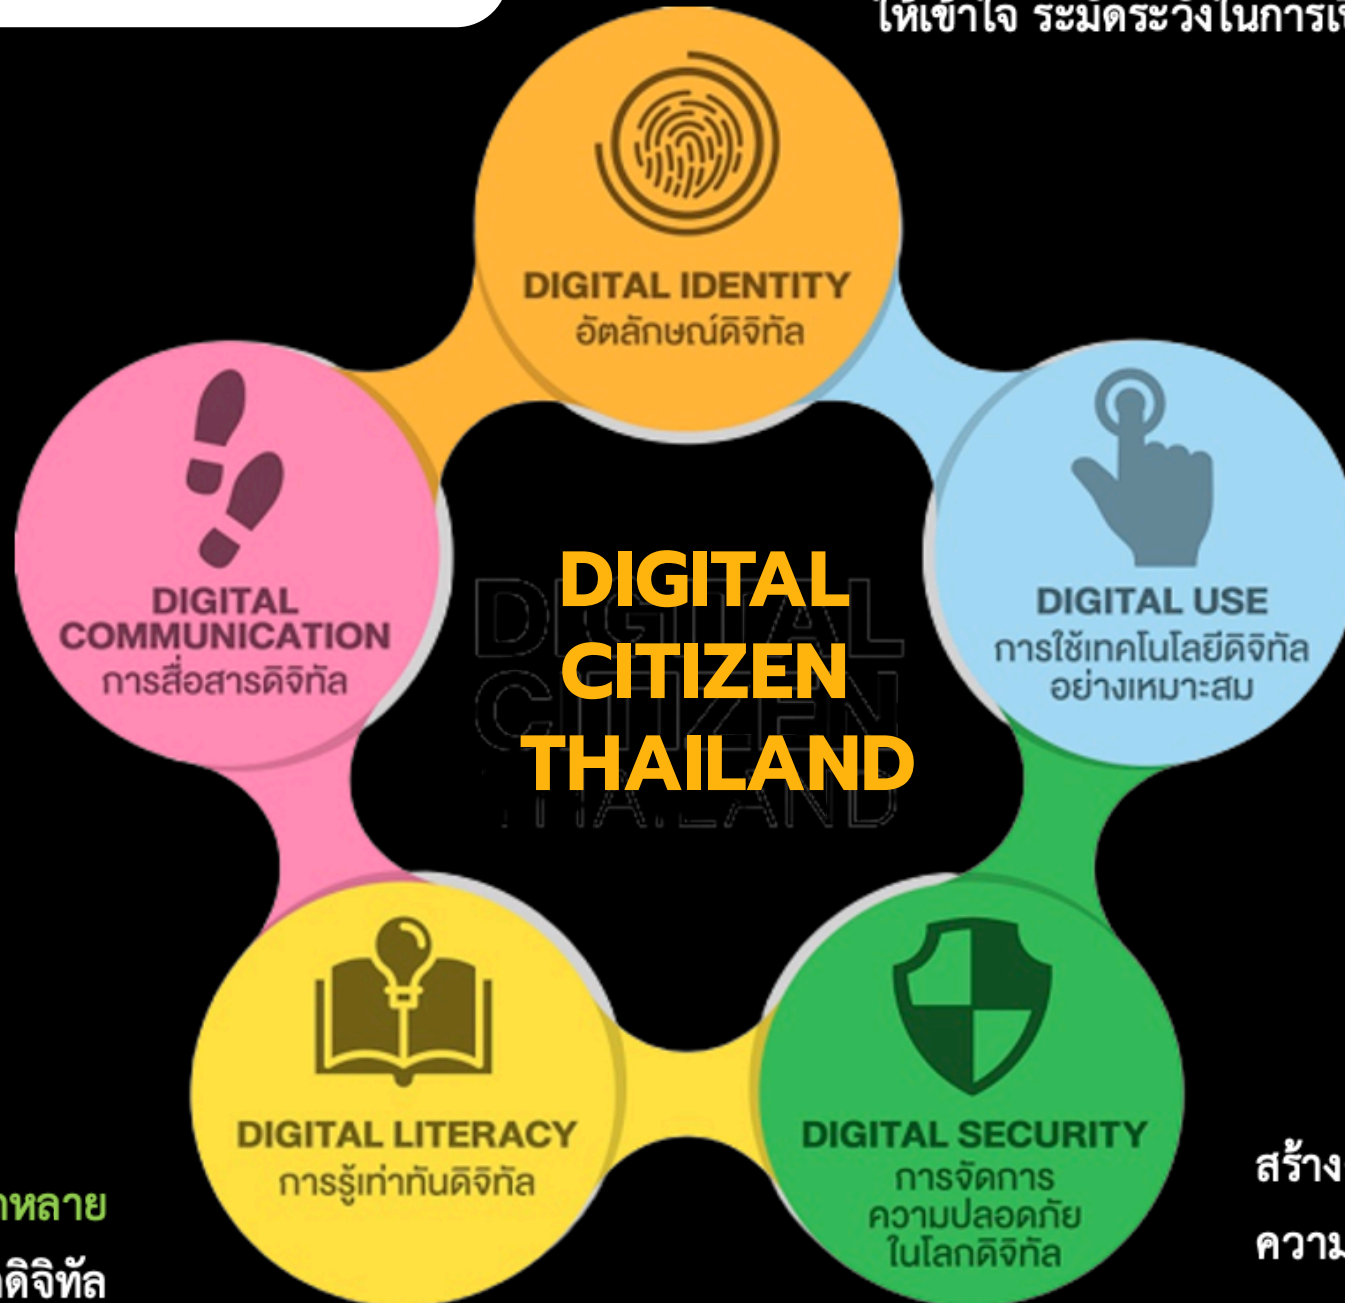 ให้เข้าใจ ระมัดระวังในการเ
DIGITAL IDENTITY
อัตลักษณ์ดิจิทัล
DIGITAL
COMMUNICATION
การสื่อสารดิจิทัล
DIGITAL USE
การใช้เทคโนโลยีดิจิทัล
อย่างเหมาะสม
DIGITAL
CITIZEN
THAILAND
DIGITAL LITERACY
การรู้เท่าทันดิจิทัล
DIGITAL SECURITY
การจัดการ
ความปลอดภัย
ในโลกดิจิทัล
หลาย
ดิจิทัล
สร้าง
ความ